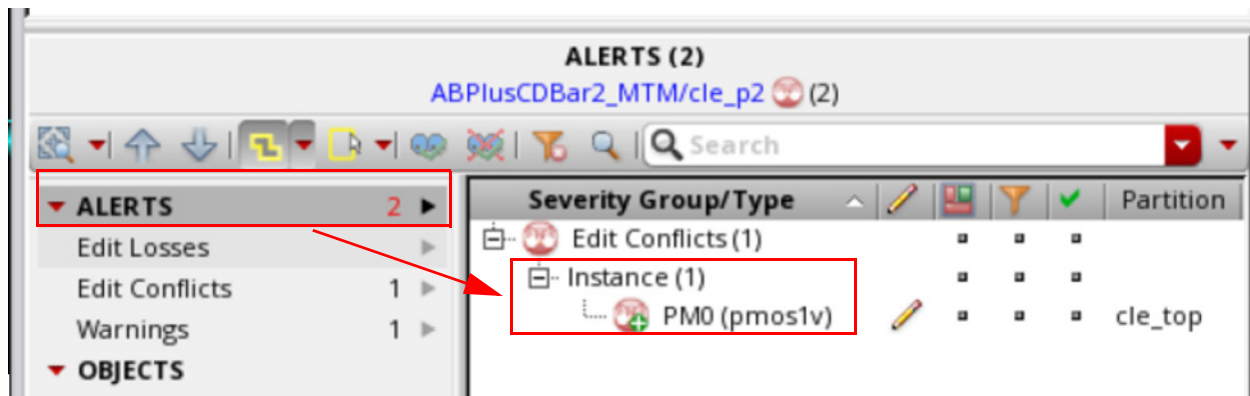 ALERTS (2)
ABPlusCDBar2_MTM/cle_p2 (2)
Search
ALERTS 2
Edit Losses
Edit Conflicts 1
Warnings 1
OBJECTS
Severity Group/Type Partition
Edit Conflicts (1)
Instance (1)
PM0 (pmos1v) cle_top